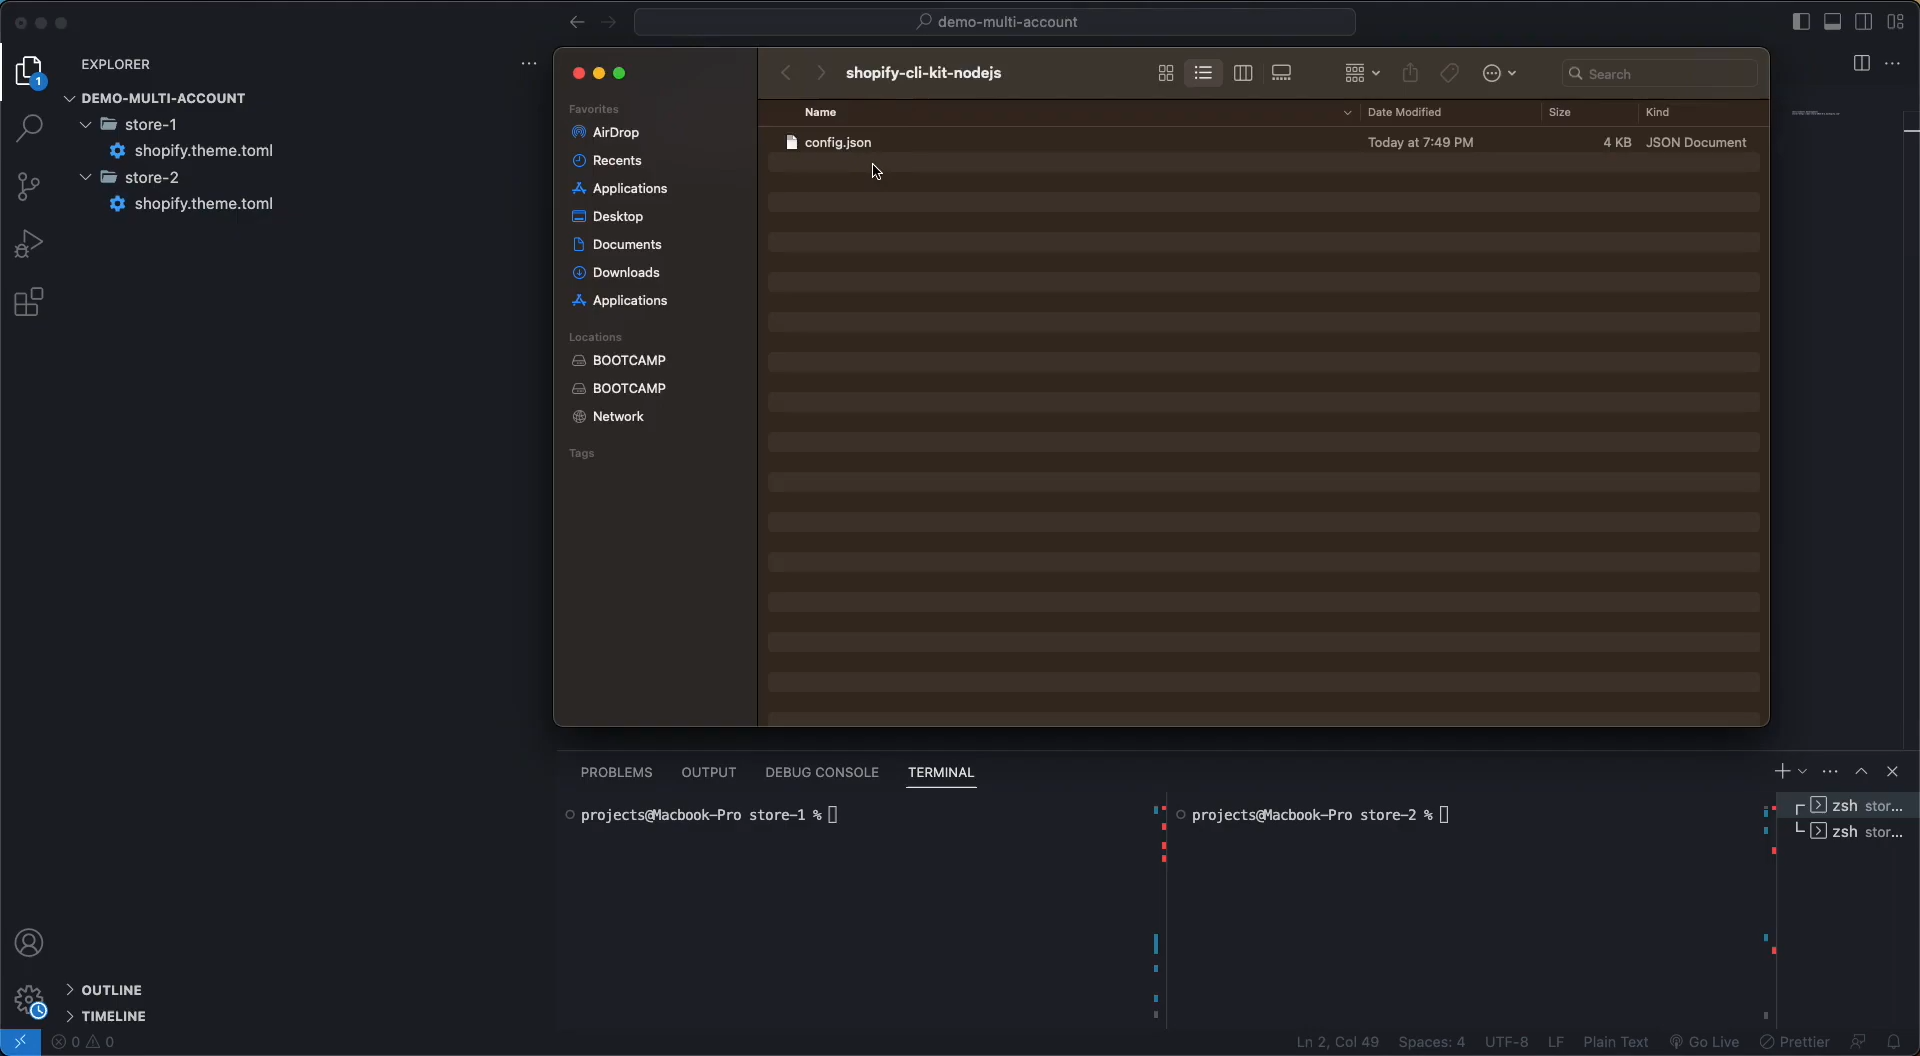 demo-multi-account
EXPLORER
1
DEMO-MULTI-ACCOUNT
store-1
shopify.theme.toml
store-2
shopify.theme.toml
shopify-cli-kit-nodejs
Search
Favorites
AirDrop
Recents
Applications
Desktop
Documents
Downloads
Applications
Locations
BOOTCAMP
BOOTCAMP
Network
Tags
Name Date Modified Size Kind
config.json Today at 7:49 PM 4 KB JSON Document
PROBLEMS OUTPUT DEBUG CONSOLE TERMINAL
projects@Macbook-Pro store-1 %
projects@Macbook-Pro store-2 %
zsh stor...
zsh stor...
OUTLINE
TIMELINE
0 0
Ln 2, Col 49 Spaces: 4 UTF-8 LF Plain Text Go Live Prettier